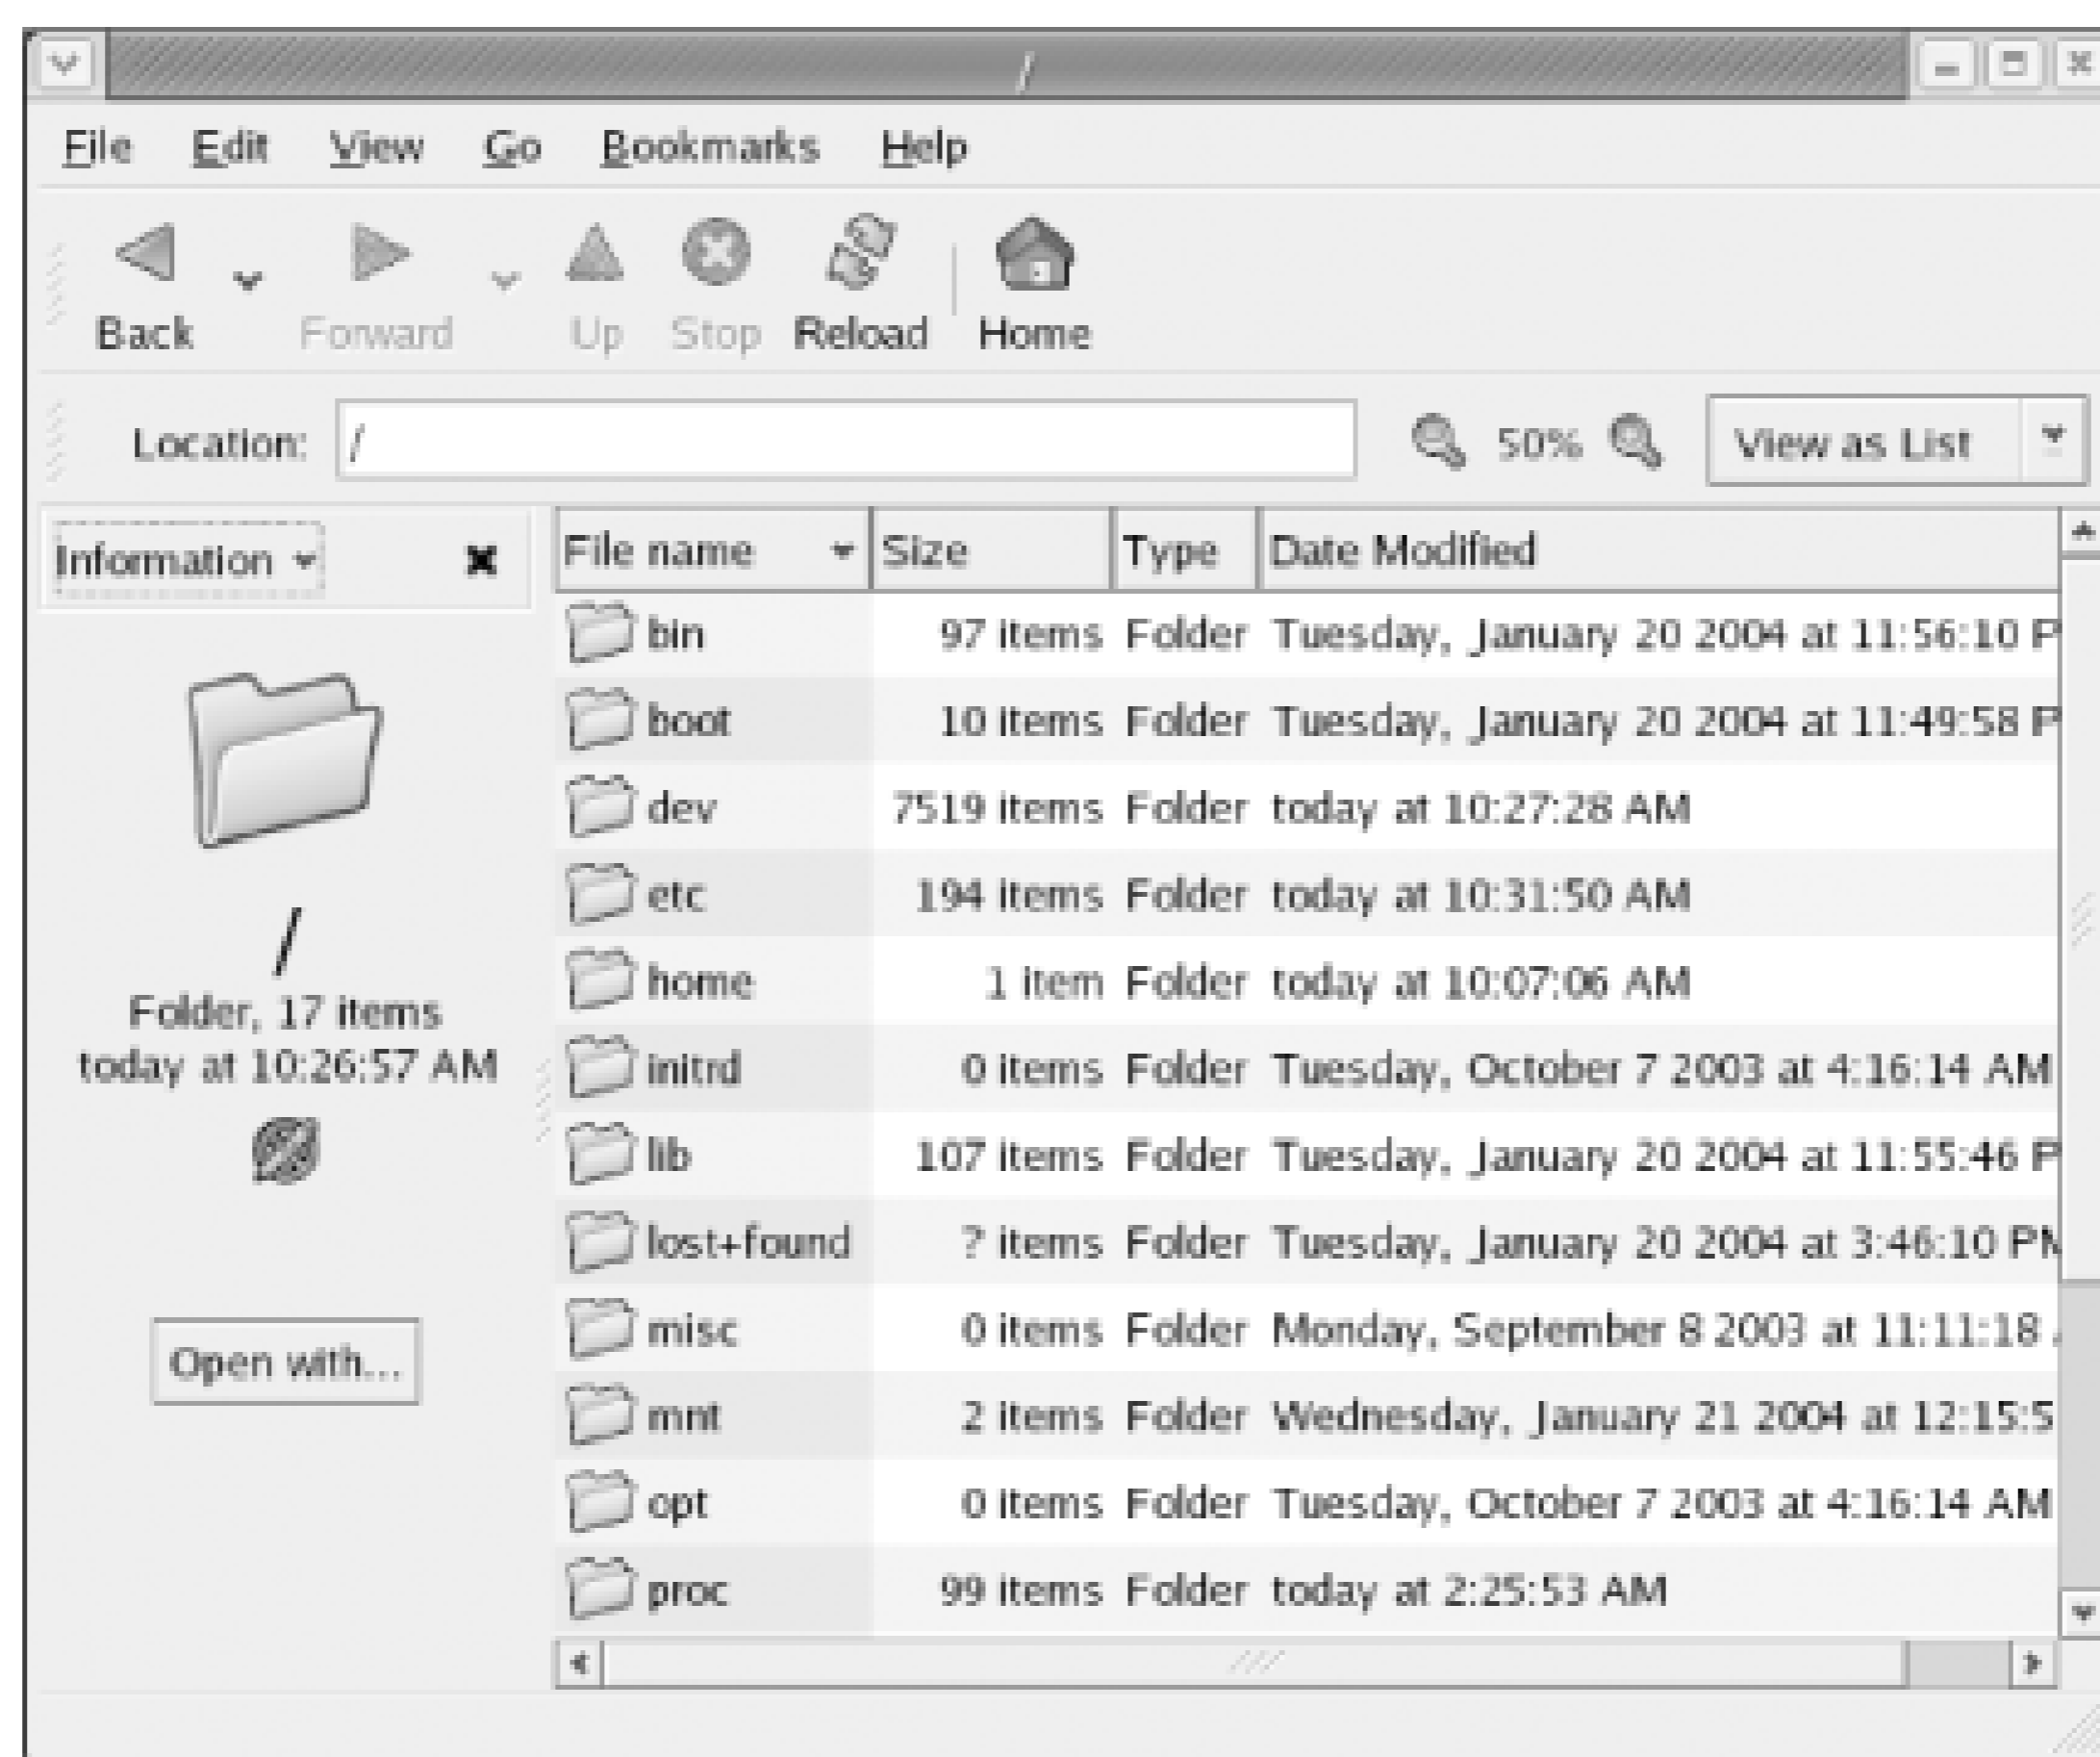 /
File Edit View Go Bookmarks Help
Back Forward Up Stop Reload Home
Location: / 50% View as List
Information
/
Folder, 17 items
today at 10:26:57 AM
Open with...
File name Size Type Date Modified
bin 97 items Folder Tuesday, January 20 2004 at 11:56:10 P
boot 10 items Folder Tuesday, January 20 2004 at 11:49:58 P
dev 7519 items Folder today at 10:27:28 AM
etc 194 items Folder today at 10:31:50 AM
home 1 item Folder today at 10:07:06 AM
initrd 0 items Folder Tuesday, October 7 2003 at 4:16:14 AM
lib 107 items Folder Tuesday, January 20 2004 at 11:55:46 P
lost+found ? items Folder Tuesday, January 20 2004 at 3:46:10 PM
misc 0 items Folder Monday, September 8 2003 at 11:11:18
mnt 2 items Folder Wednesday, January 21 2004 at 12:15:5
opt 0 items Folder Tuesday, October 7 2003 at 4:16:14 AM
proc 99 items Folder today at 2:25:53 AM